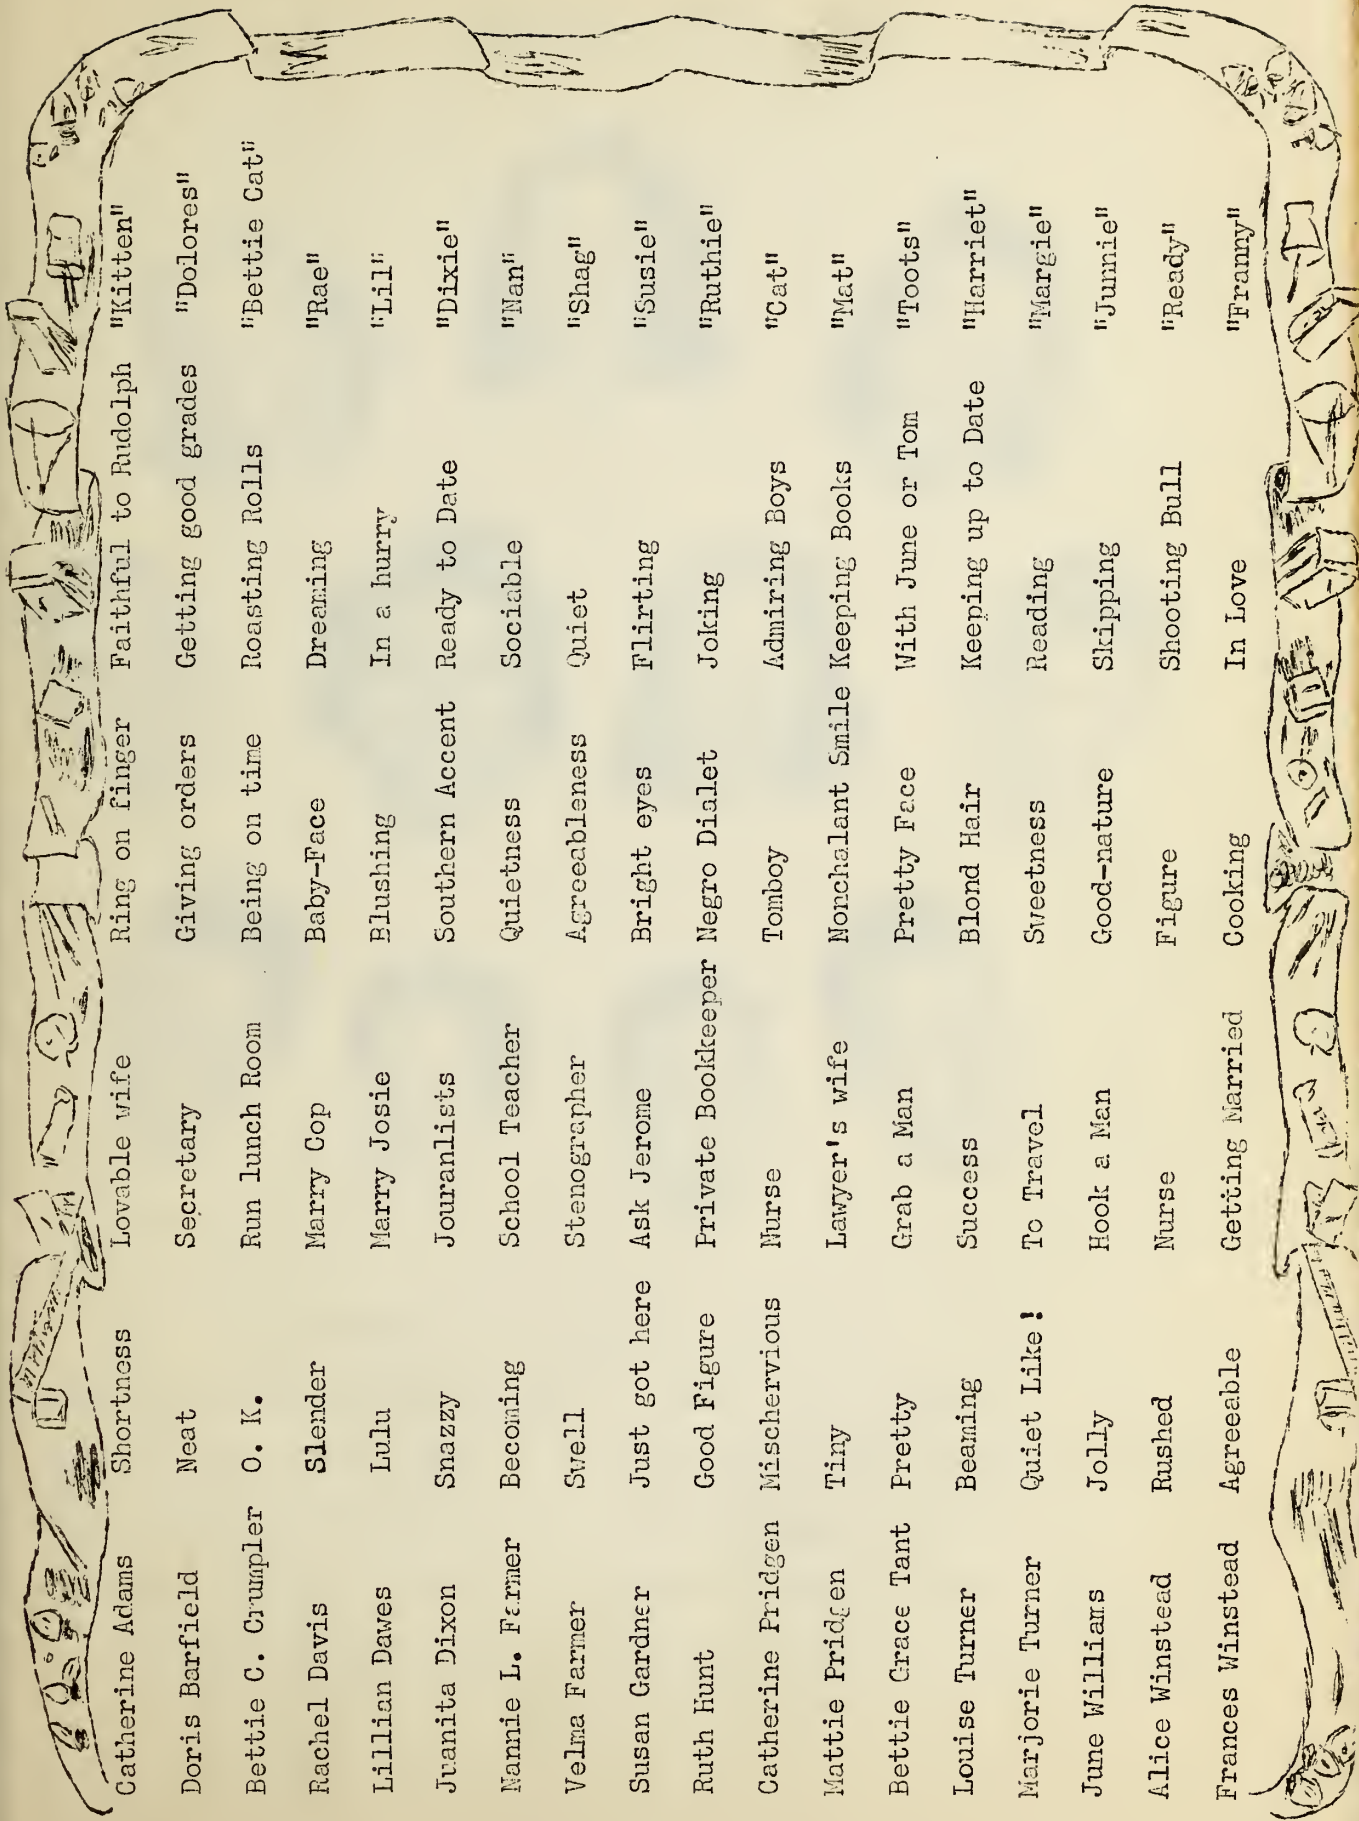 Catherine Adams Shortness Lovable wife Ring on finger Faithful to Rudolph "Kitten"
Doris Barfield Neat Secretary Giving orders Getting good grades "Dolores"
Bettie C. Crumpler O. K. Run lunch Room Being on time Roasting Rolls "Bettie Cat"
Rachel Davis Slender Marry Cop Baby-Face Dreaming "Rae"
Lillian Dawes Lulu Marry Josie Blushing In a hurry "Lil"
Juanita Dixon Snazzy Jouranlists Southern Accent Ready to Date "Dixie"
Nannie L. Farmer Becoming School Teacher Quietness Sociable "Nan"
Velma Farmer Swell Stenographer Agreeableness Quiet "Shag"
Susan Gardner Just got here Ask Jerome Bright eyes Flirting "Susie"
Ruth Hunt Good Figure Private Bookkeeper Negro Dialet Joking "Ruthie"
Catherine Pridgen Mischervious Nurse Tomboy Admiring Boys "Cat"
Mattie Pridgen Tiny Lawyer's wife Nonchalant Smile Keeping Books "Mat"
Bettie Grace Tant Pretty Grab a Man Pretty Face With June or Tom "Toots"
Louise Turner Beaming Success Blond Hair Keeping up to Date "Harriet"
Marjorie Turner Quiet Like! To Travel Sweetness Reading "Margie"
June Williams Jolly Hook a Man Good-nature Skipping "Junnie"
Alice Winstead Rushed Nurse Figure Shooting Bull "Ready"
Frances Winstead Agreeable Getting Married Cooking In Love "Franny"